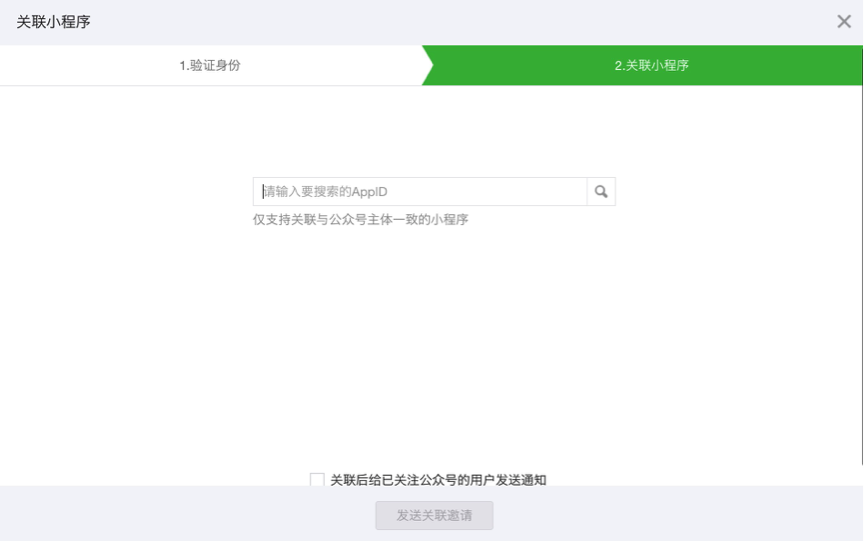 关联小程序
1.验证身份
2.关联小程序
请输入要搜索的AppID
仅支持关联与公众号主体一致的小程序
关联后给已关注公众号的用户发送通知
发送关联邀请